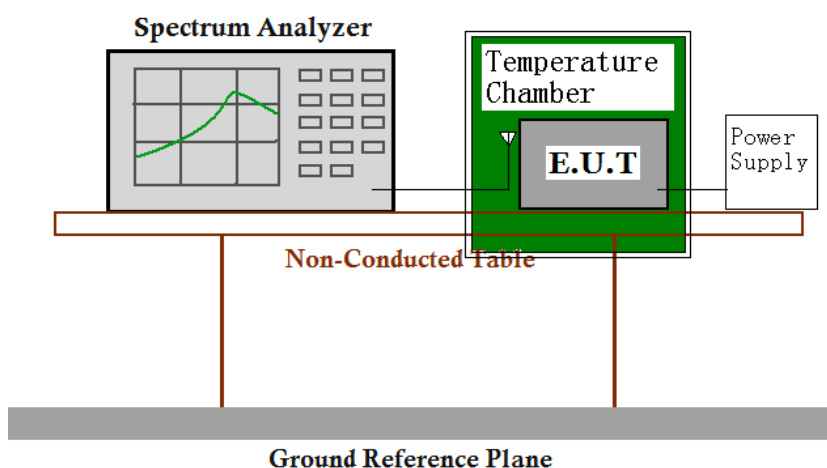 Spectrum Analyzer
Temperature
Chamber
E.U.T
Power
Supply
Non-Conducted Table
Ground Reference Plane